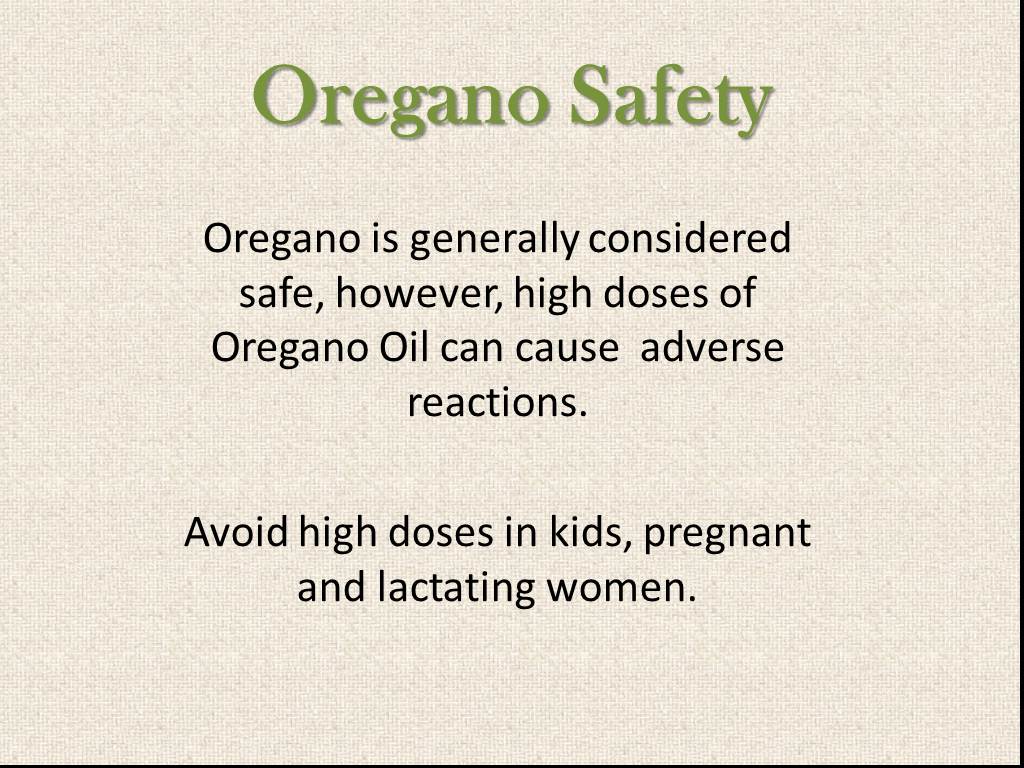 Oregano Safety
Oregano is generally considered
safe, however, high doses of
Oregano Oil can cause  adverse
reactions.
Avoid high doses in kids, pregnant
and lactating women.